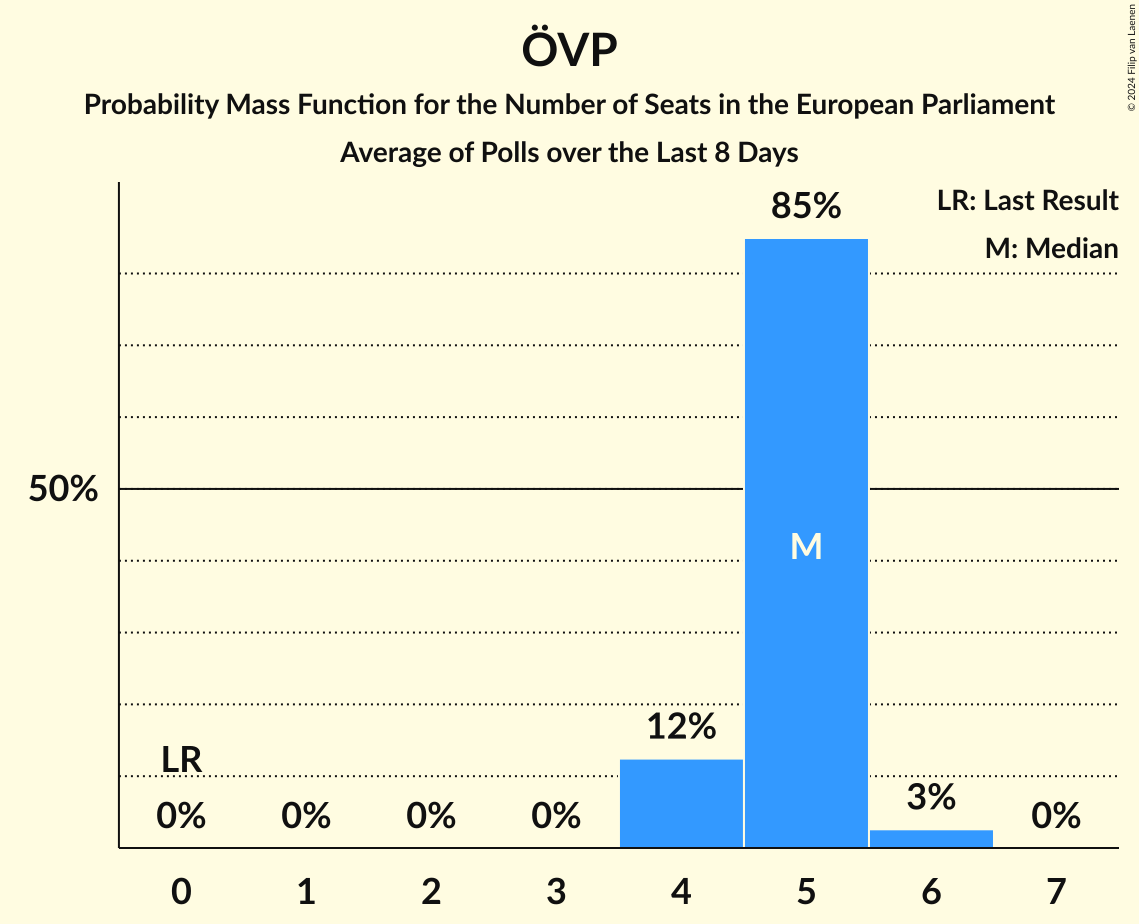 ÖVP
Probability Mass Function for the Number of Seats in the European Parliament
Average of Polls over the Last 8 Days
© 2024 Filip van Laenen
LR: Last Result
M: Median
85%
50%
M
12%
LR
3%
0% 0% 0% 0% 0%
0 1 2 3 4 5 6 7